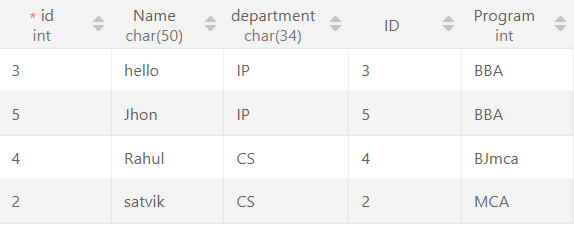 * id Name department ID Program
int char(50) char(34) int
3 hello IP 3 BBA
5 Jhon IP 5 BBA
4 Rahul CS 4 BJmca
2 satvik CS 2 MCA